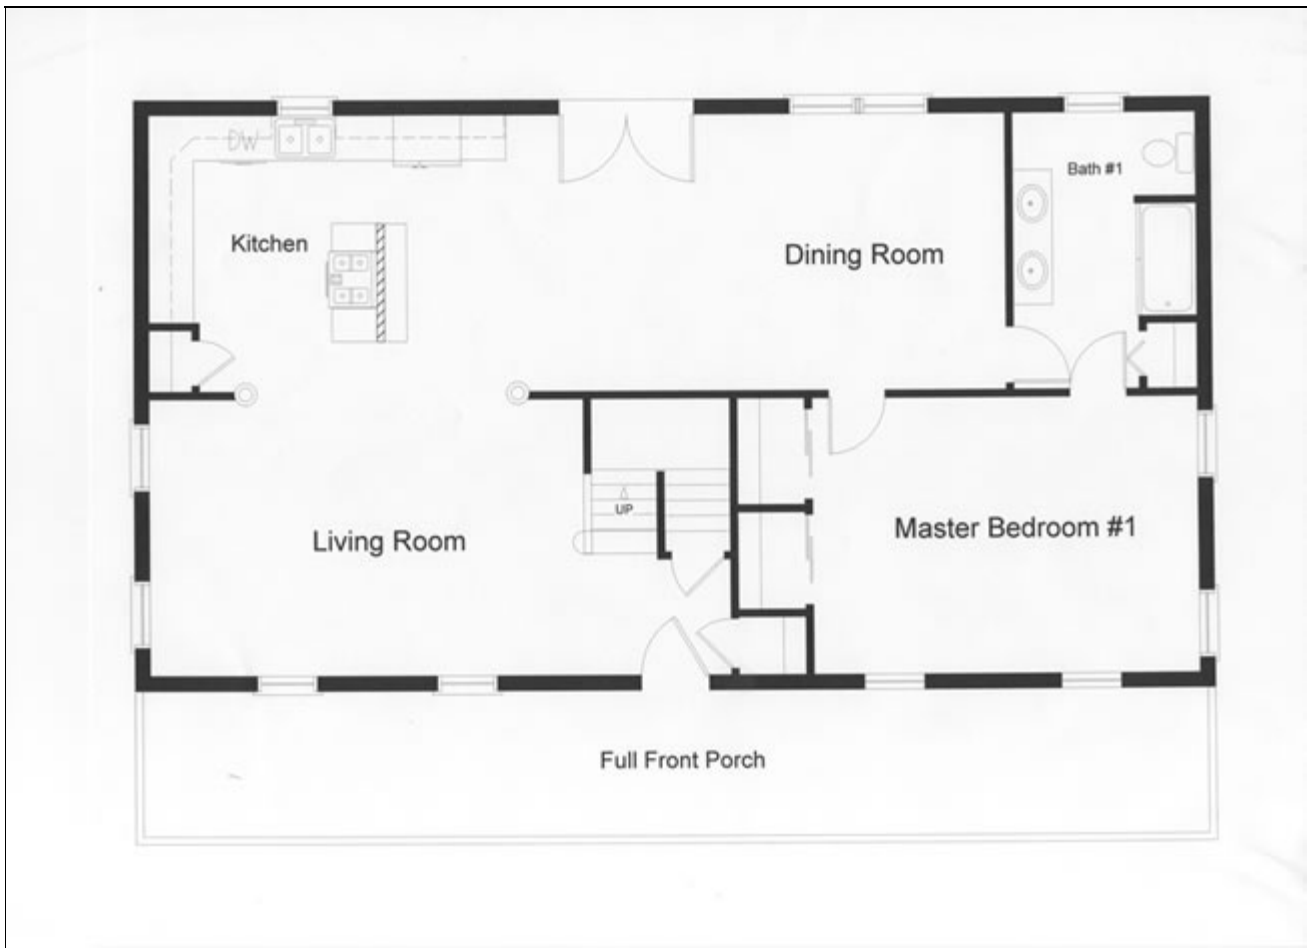 DW
Bath #1
Kitchen
Dining Room
UP
Master Bedroom #1
Living Room
Full Front Porch